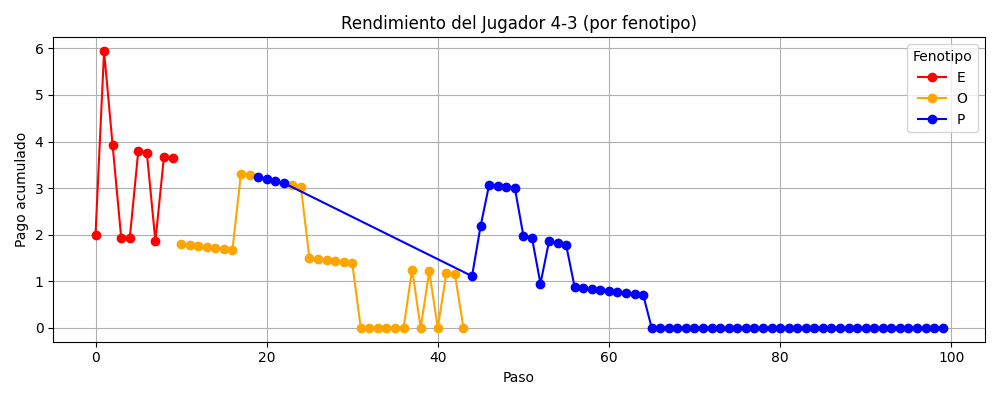 Rendimiento del Jugador 4-3 (por fenotipo)
Pago acumulado
6
5
4
3
2
1
0
0
20
40
60
80
100
Paso
Fenotipo
E
O
P